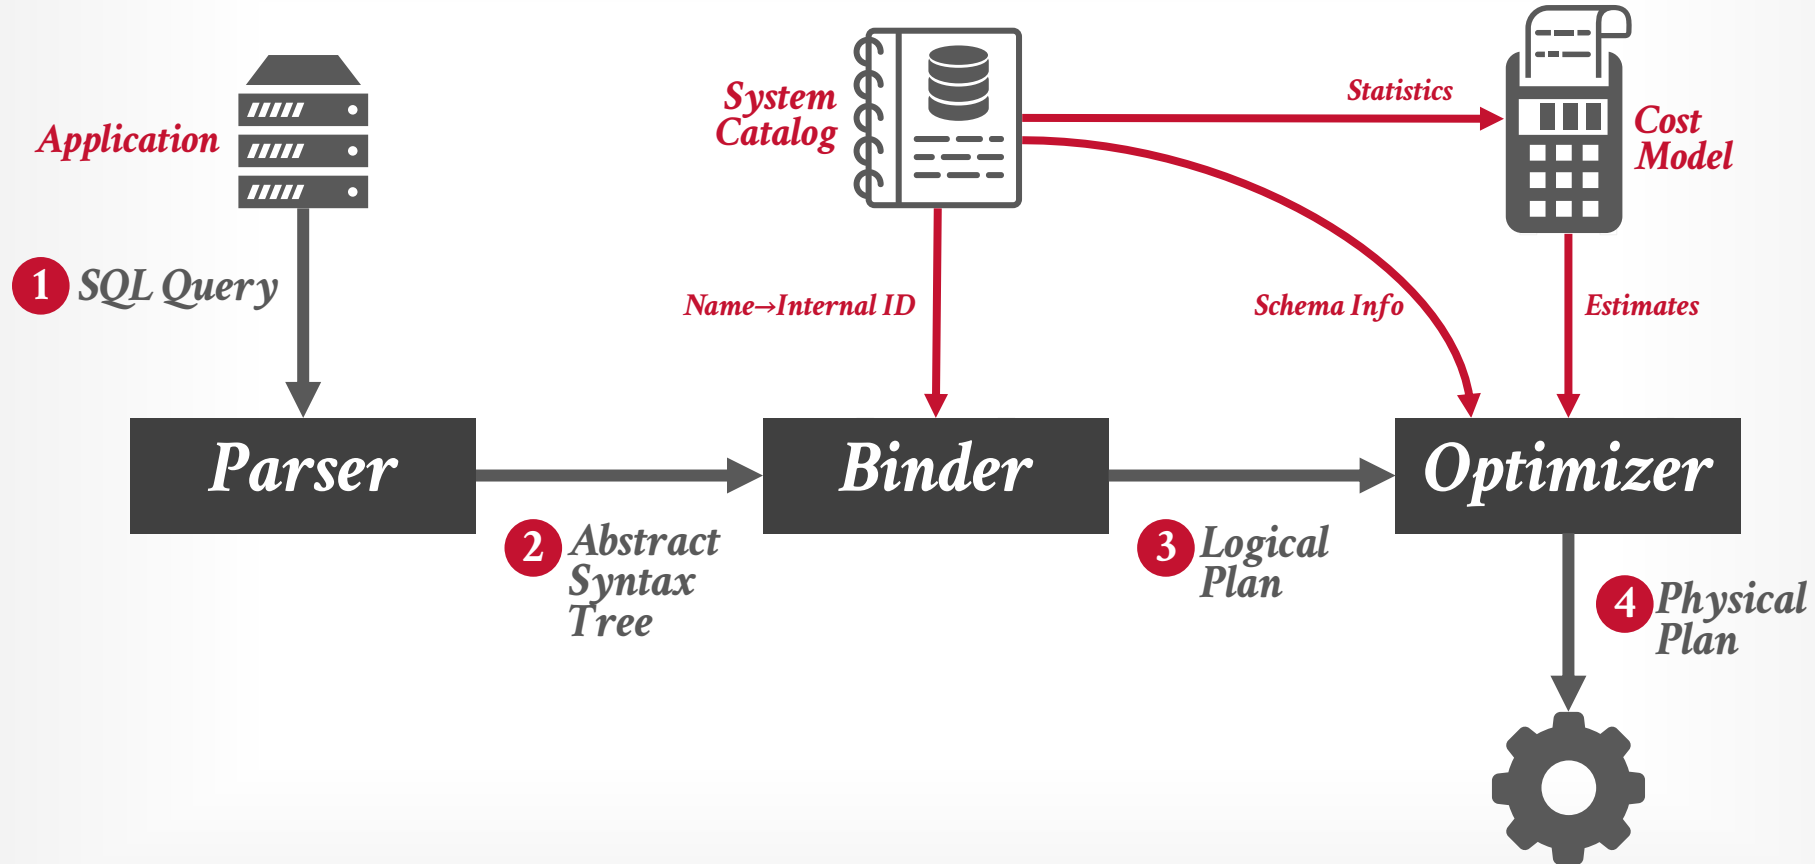 Application
System
Catalog
Statistics
Cost
Model
1 SQL Query
Name→Internal ID
Schema Info
Estimates
Parser
Binder
Optimizer
2 Abstract
Syntax
Tree
3 Logical
Plan
4 Physical
Plan